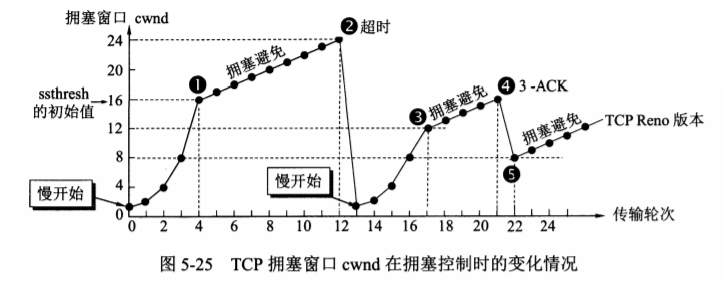 拥塞窗口 cwnd
❷超时
24
20
ssthresh
的初始值
16
12
8
4
0
❶
拥塞避免
❸
拥塞避免
❹ 3-ACK
拥塞避免
TCP Reno 版本
❺
慢开始
慢开始
0 2 4 6 8 10 12 13 14 16 17 18 20 21 22 24
传输轮次
图 5-25 TCP 拥塞窗口 cwnd 在拥塞控制时的变化情况